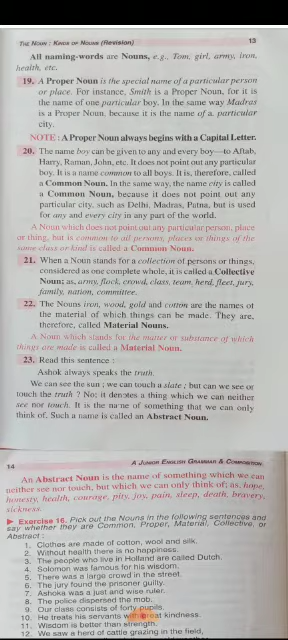 THE NOUN : KINDS OF NOUNS (Revision) 13
All naming-words are Nouns, e.g., Tom, girl, army, iron,
health, etc.
19. A Proper Noun is the special name of a particular person
or place. For instance, Smith is a Proper Noun, for it is
the name of one particular boy. In the same way Madras
is a Proper Noun, because it is the name of a particular
city.
NOTE : A Proper Noun always begins with a Capital Letter.
20. The name boy can be given to any and every boy—to Aftab,
Harry, Raman, John, etc. It does not point out any particular
boy. It is a name common to all boys. It is, therefore, called
a Common Noun. In the same way, the name city is called
a Common Noun, because it does not point out any
particular city, such as Delhi, Madras, Patna, but is used
for any and every city in any part of the world.
A Noun which does not point out any particular person, place
or thing, but is common to all persons, places or things of the
same class or kind is called a Common Noun.
21. When a Noun stands for a collection of persons or things,
considered as one complete whole, it is called a Collective
Noun; as, army, flock, crowd, class, team, herd, fleet, jury,
family, nation, committee.
22. The Nouns iron, wood, gold and cotton are the names of
the material of which things can be made. They are,
therefore, called Material Nouns.
A Noun which stands for the matter or substance of which
things are made is called a Material Noun.
23. Read this sentence :
Ashok always speaks the truth.
We can see the sun ; we can touch a slate ; but can we see or
touch the truth ? No; it denotes a thing which we can neither
see nor touch. It is the name of something that we can only
think of. Such a name is called an Abstract Noun.
14 A JUNIOR ENGLISH GRAMMAR & COMPOSITION
An Abstract Noun is the name of something which we can
neither see nor touch, but which we can only think of; as, hope,
honesty, health, courage, pity, joy, pain, sleep, death, bravery,
sickness.
▶ Exercise 16. Pick out the Nouns in the following sentences and
say whether they are Common, Proper, Material, Collective, or
Abstract :
1. Clothes are made of cotton, wool and silk.
2. Without health there is no happiness.
3. The people who live in Holland are called Dutch.
4. Solomon was famous for his wisdom.
5. There was a large crowd in the street.
6. The jury found the prisoner guilty.
7. Ashoka was a just and wise ruler.
8. The police dispersed the mob.
9. Our class consists of forty pupils.
10. He treats his servants with great kindness.
11. Wisdom is better than strength.
12. We saw a herd of cattle grazing in the field,